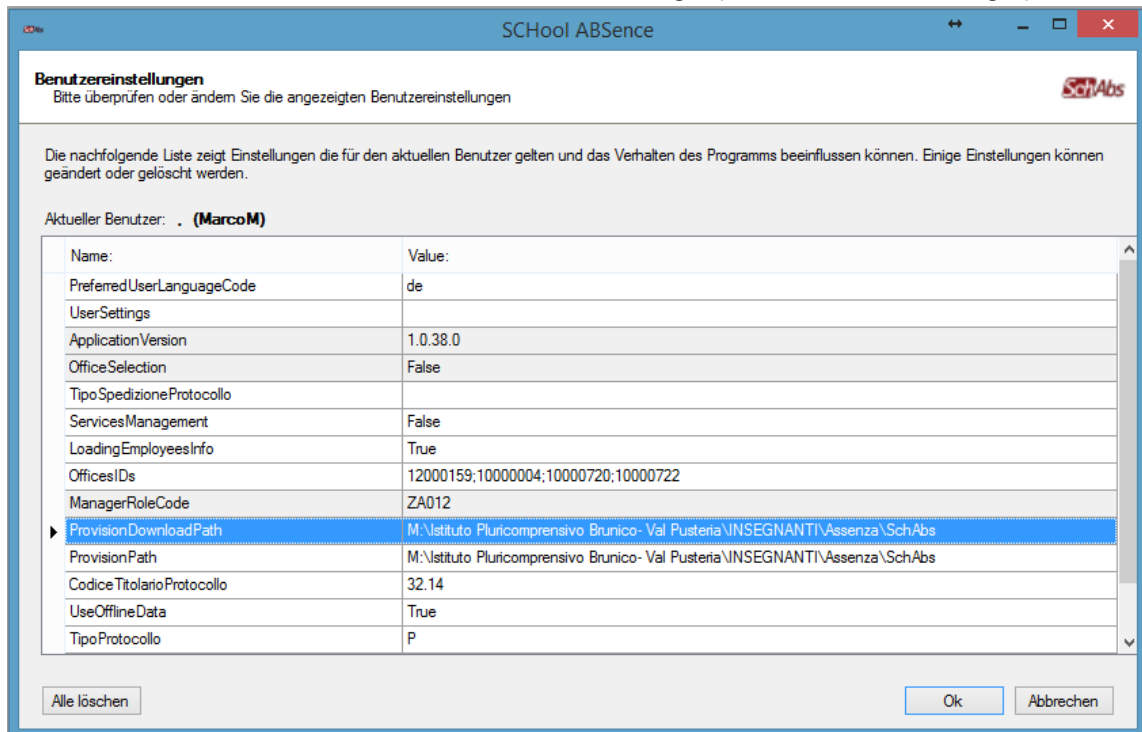 SCHool ABSence
Benutzereinstellungen
Bitte überprüfen oder ändern Sie die angezeigten Benutzereinstellungen
SchAbs
Die nachfolgende Liste zeigt Einstellungen die für den aktuellen Benutzer gelten und das Verhalten des Programms beeinflussen können. Einige Einstellungen können
geändert oder gelöscht werden.
Aktueller Benutzer: . (MarcoM)
Name: Value:
PreferredUserLanguageCode de
UserSettings
ApplicationVersion 1.0.38.0
OfficeSelection False
TipoSpedizioneProtocollo
ServicesManagement False
LoadingEmployeesInfo True
OfficesIDs 12000159;10000004;10000720;10000722
ManagerRoleCode ZA012
ProvisionDownloadPath M:\Istituto Pluricomprensivo Brunico- Val Pusteria\INSEGNANTI\Assenza\SchAbs
ProvisionPath M:\Istituto Pluricomprensivo Brunico- Val Pusteria\INSEGNANTI\Assenza\SchAbs
CodiceTitolarioProtocollo 32.14
UseOfflineData True
TipoProtocollo P
Alle löschen Ok Abbrechen